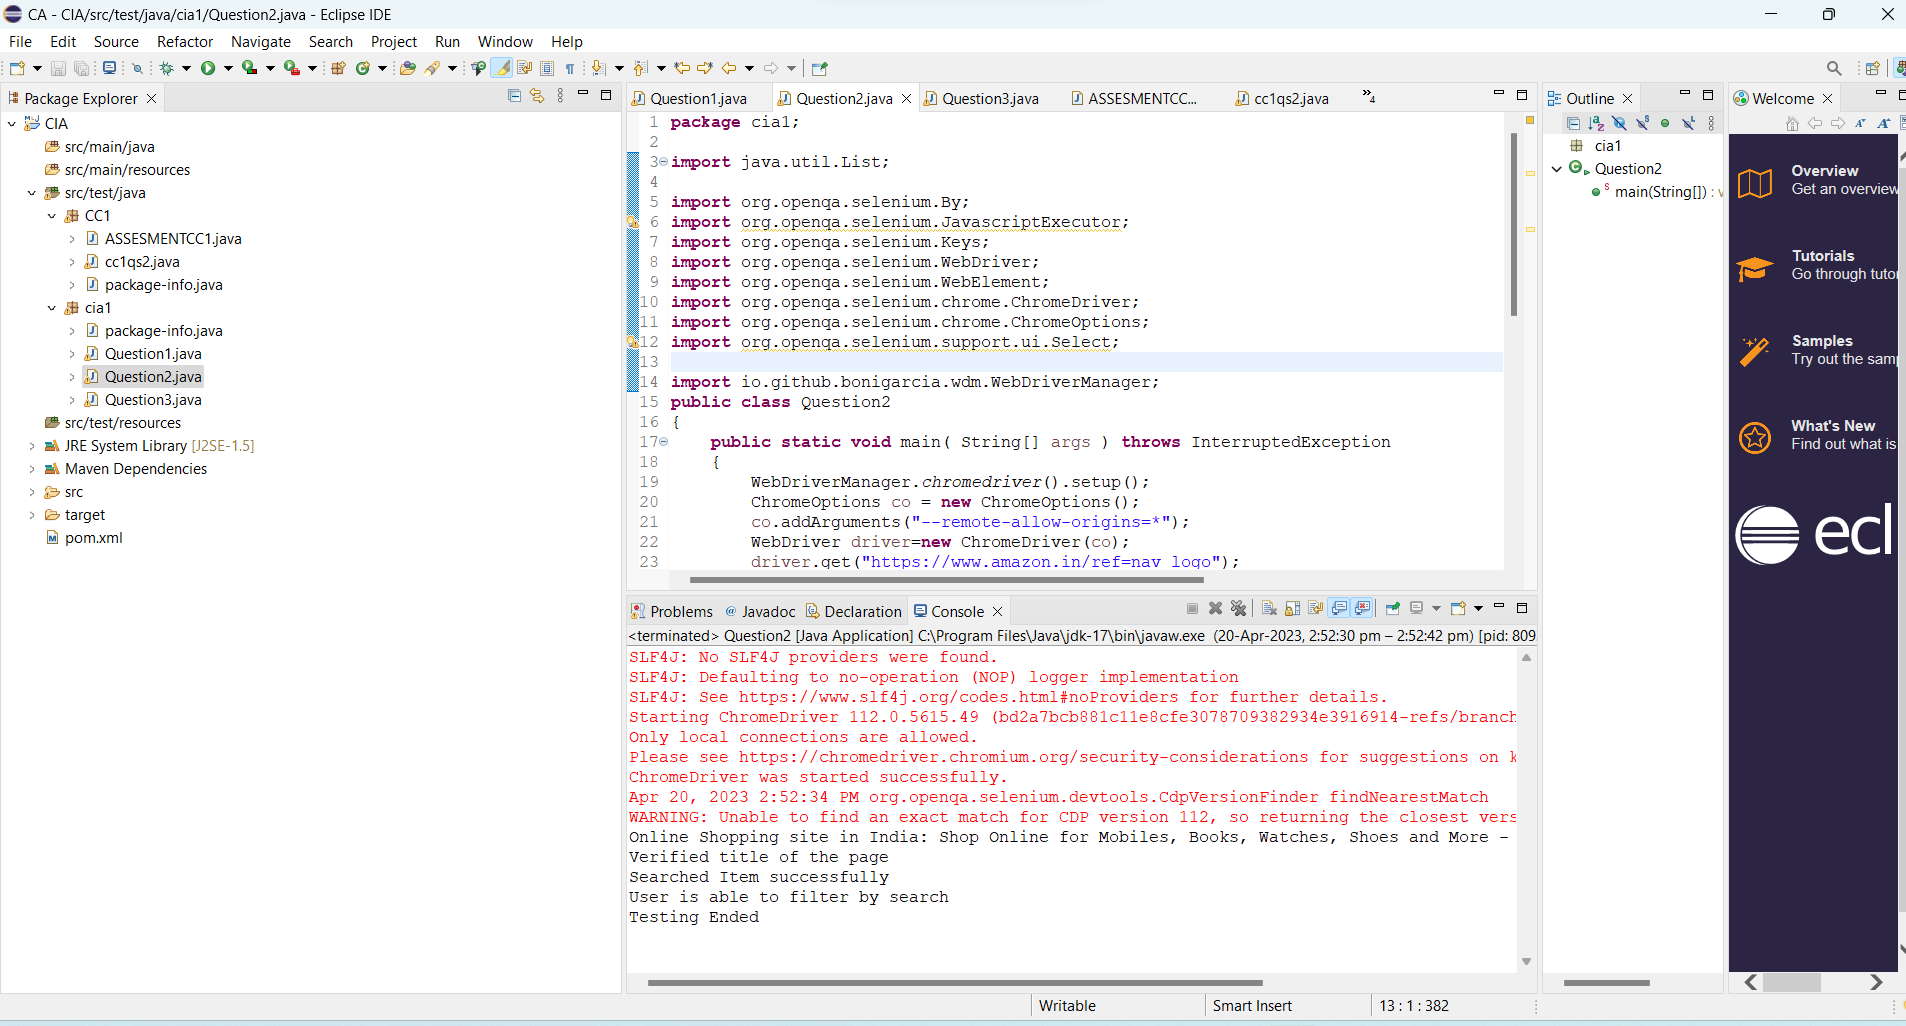 CA - CIA/src/test/java/cia1/Question2.java - Eclipse IDE
File Edit Source Refactor Navigate Search Project Run Window Help
Package Explorer
CIA
src/main/java
src/main/resources
src/test/java
CC1
ASSESMENTCC1.java
cc1qs2.java
package-info.java
cia1
package-info.java
Question1.java
Question2.java
Question3.java
src/test/resources
JRE System Library [J2SE-1.5]
Maven Dependencies
src
target
pom.xml
Question1.java Question2.java Question3.java ASSESMENTCC... cc1qs2.java »4
1 package cia1;
2
3 import java.util.List;
4
5 import org.openqa.selenium.By;
6 import org.openqa.selenium.JavascriptExecutor;
7 import org.openqa.selenium.Keys;
8 import org.openqa.selenium.WebDriver;
9 import org.openqa.selenium.WebElement;
10 import org.openqa.selenium.chrome.ChromeDriver;
11 import org.openqa.selenium.chrome.ChromeOptions;
12 import org.openqa.selenium.support.ui.Select;
13
14 import io.github.bonigarcia.wdm.WebDriverManager;
15 public class Question2
16 {
17 public static void main( String[] args ) throws InterruptedException
18 {
19 WebDriverManager.chromedriver().setup();
20 ChromeOptions co = new ChromeOptions();
21 co.addArguments("--remote-allow-origins=*");
22 WebDriver driver=new ChromeDriver(co);
23 driver.get("https://www.amazon.in/ref=nav_logo");
Problems Javadoc Declaration Console
<terminated> Question2 [Java Application] C:\Program Files\Java\jdk-17\bin\javaw.exe (20-Apr-2023, 2:52:30 pm – 2:52:42 pm) [pid: 809
SLF4J: No SLF4J providers were found.
SLF4J: Defaulting to no-operation (NOP) logger implementation
SLF4J: See https://www.slf4j.org/codes.html#noProviders for further details.
Starting ChromeDriver 112.0.5615.49 (bd2a7bcb881c11e8cfe3078709382934e3916914-refs/branch
Only local connections are allowed.
Please see https://chromedriver.chromium.org/security-considerations for suggestions on k
ChromeDriver was started successfully.
Apr 20, 2023 2:52:34 PM org.openqa.selenium.devtools.CdpVersionFinder findNearestMatch
WARNING: Unable to find an exact match for CDP version 112, so returning the closest vers
Online Shopping site in India: Shop Online for Mobiles, Books, Watches, Shoes and More -
Verified title of the page
Searched Item successfully
User is able to filter by search
Testing Ended
Outline
cia1
Question2
main(String[]) : v
Welcome
Overview
Get an overview
Tutorials
Go through tutor
Samples
Try out the samp
What's New
Find out what is
ecl
Writable Smart Insert 13 : 1 : 382